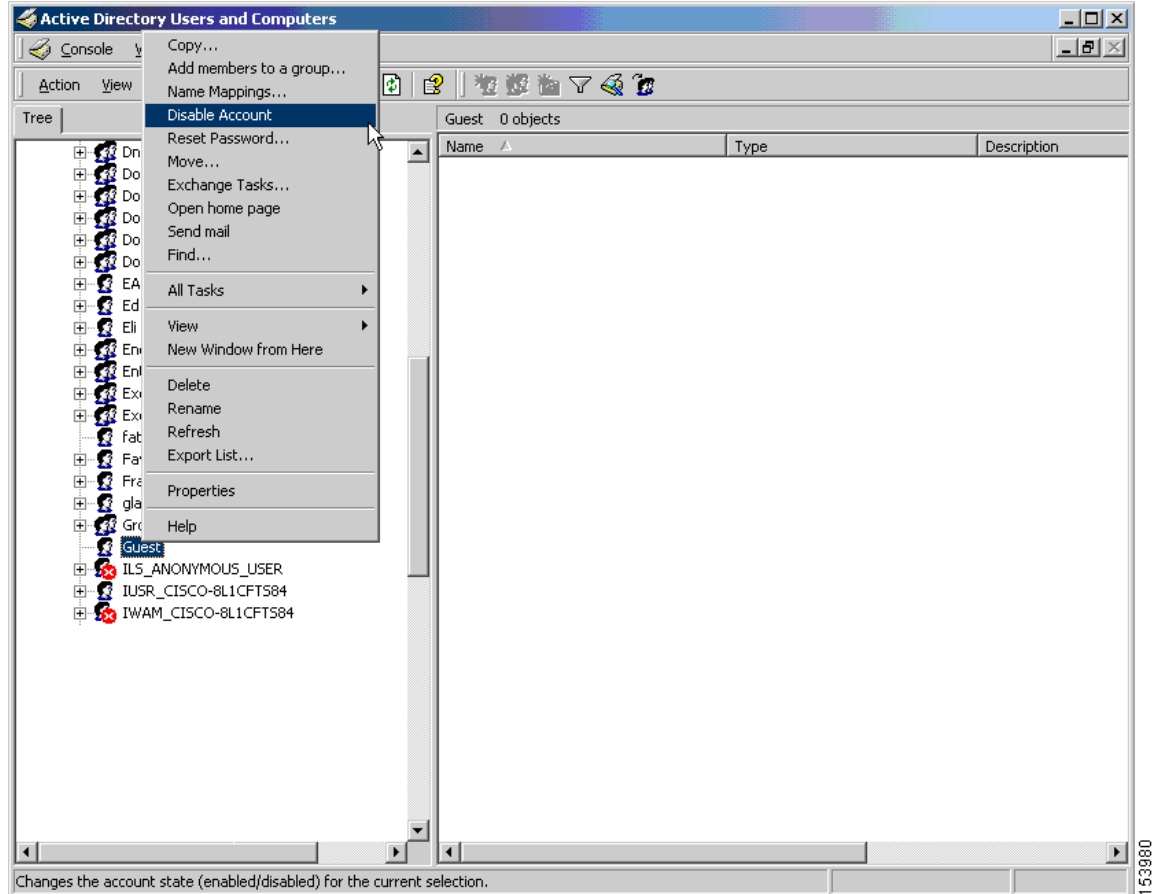 Active Directory Users and Computers
Console
Action View
Copy...
Add members to a group...
Name Mappings...
Disable Account
Reset Password...
Move...
Exchange Tasks...
Open home page
Send mail
Find...
All Tasks
View
New Window from Here
Delete
Rename
Refresh
Export List...
Properties
Help
Tree
Dn
Do
Do
Do
Do
Do
EA
Ed
Eli
Ent
Exc
Exc
fat
Fra
gla
Gro
Guest
ILS_ANONYMOUS_USER
IUSR_CISCO-8L1CFTS84
IWAM_CISCO-8L1CFTS84
Guest 0 objects
Name Type Description
Changes the account state (enabled/disabled) for the current selection.
153980